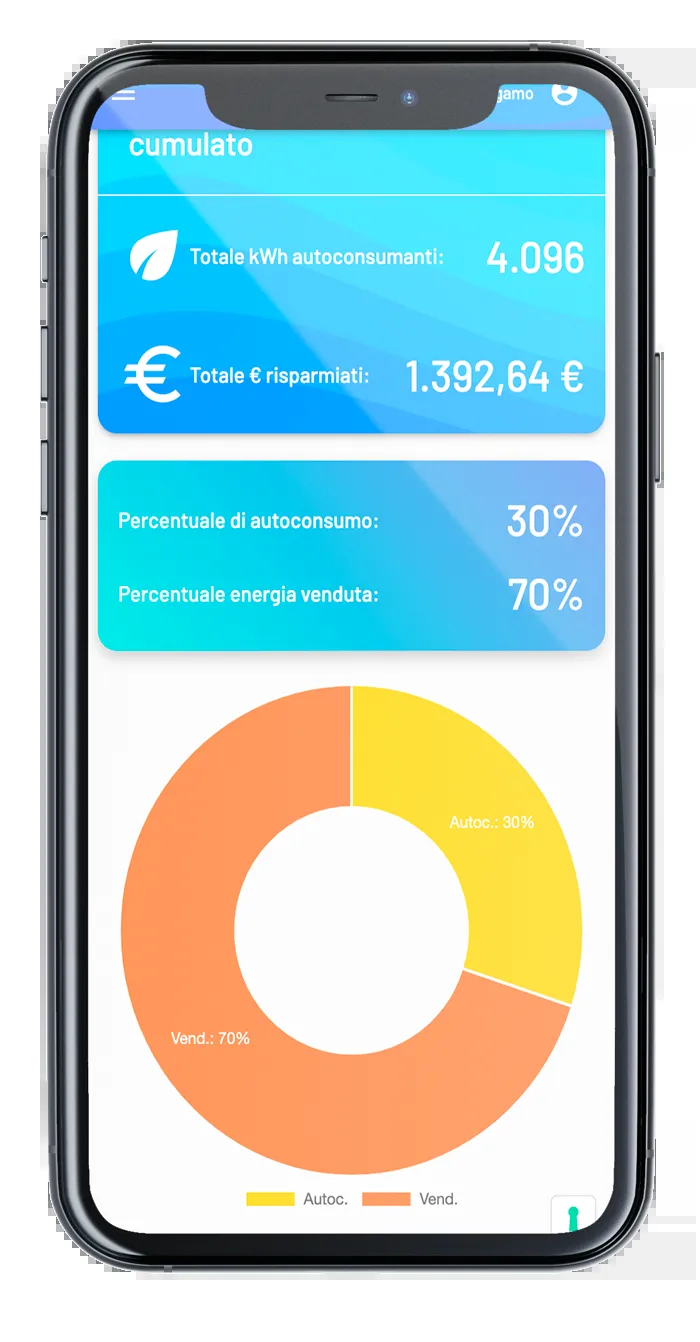 gamo
cumulato
Totale kWh autoconsumanti: 4.096
Totale € risparmiati: 1.392,64 €
Percentuale di autoconsumo: 30%
Percentuale energia venduta: 70%
Autoc.: 30%
Vend.: 70%
Autoc. Vend.